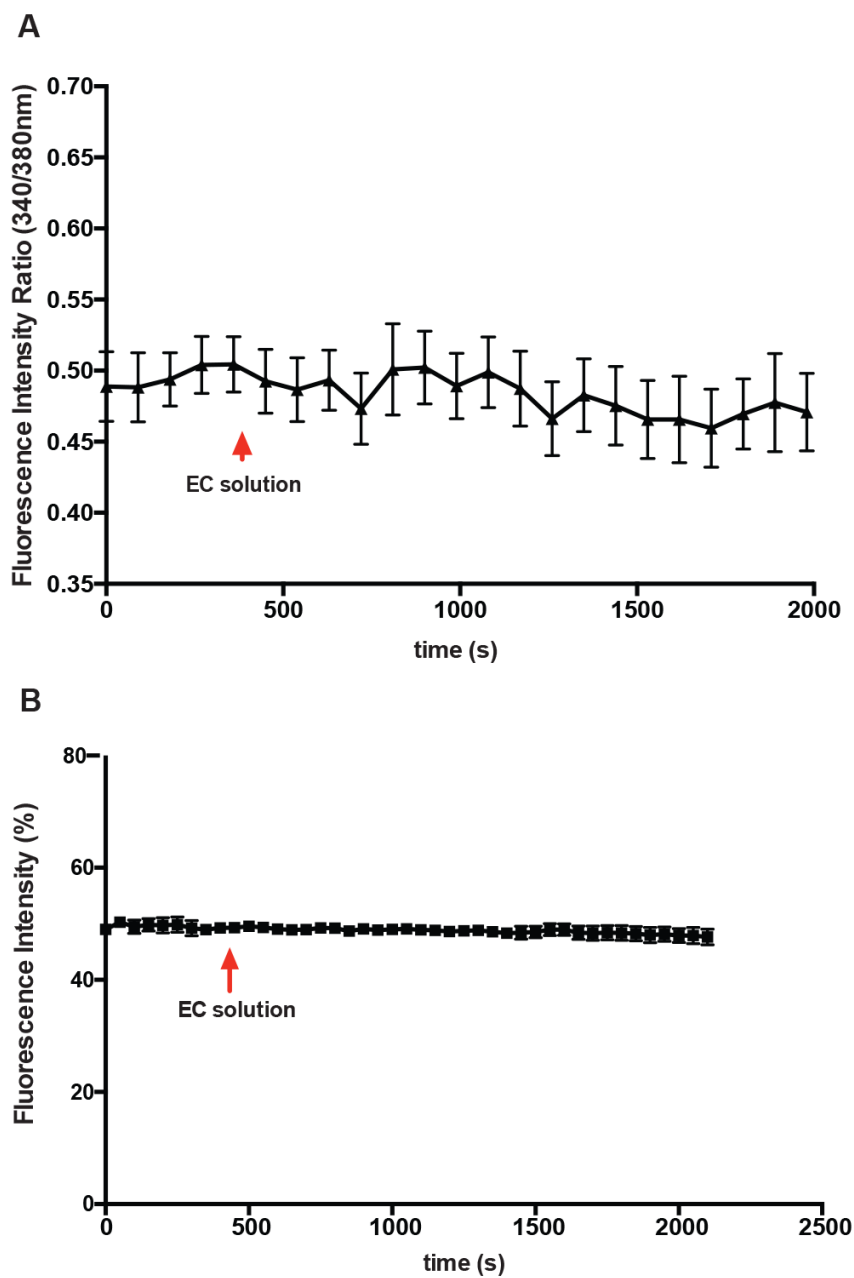 A
Fluorescence Intensity Ratio (340/380nm)
0.70
0.65
0.60
0.55
0.50
0.45
0.40
0.35
EC solution
0 500 1000 1500 2000
time (s)
B
Fluorescence Intensity (%)
80
60
40
20
0
EC solution
0 500 1000 1500 2000 2500
time (s)